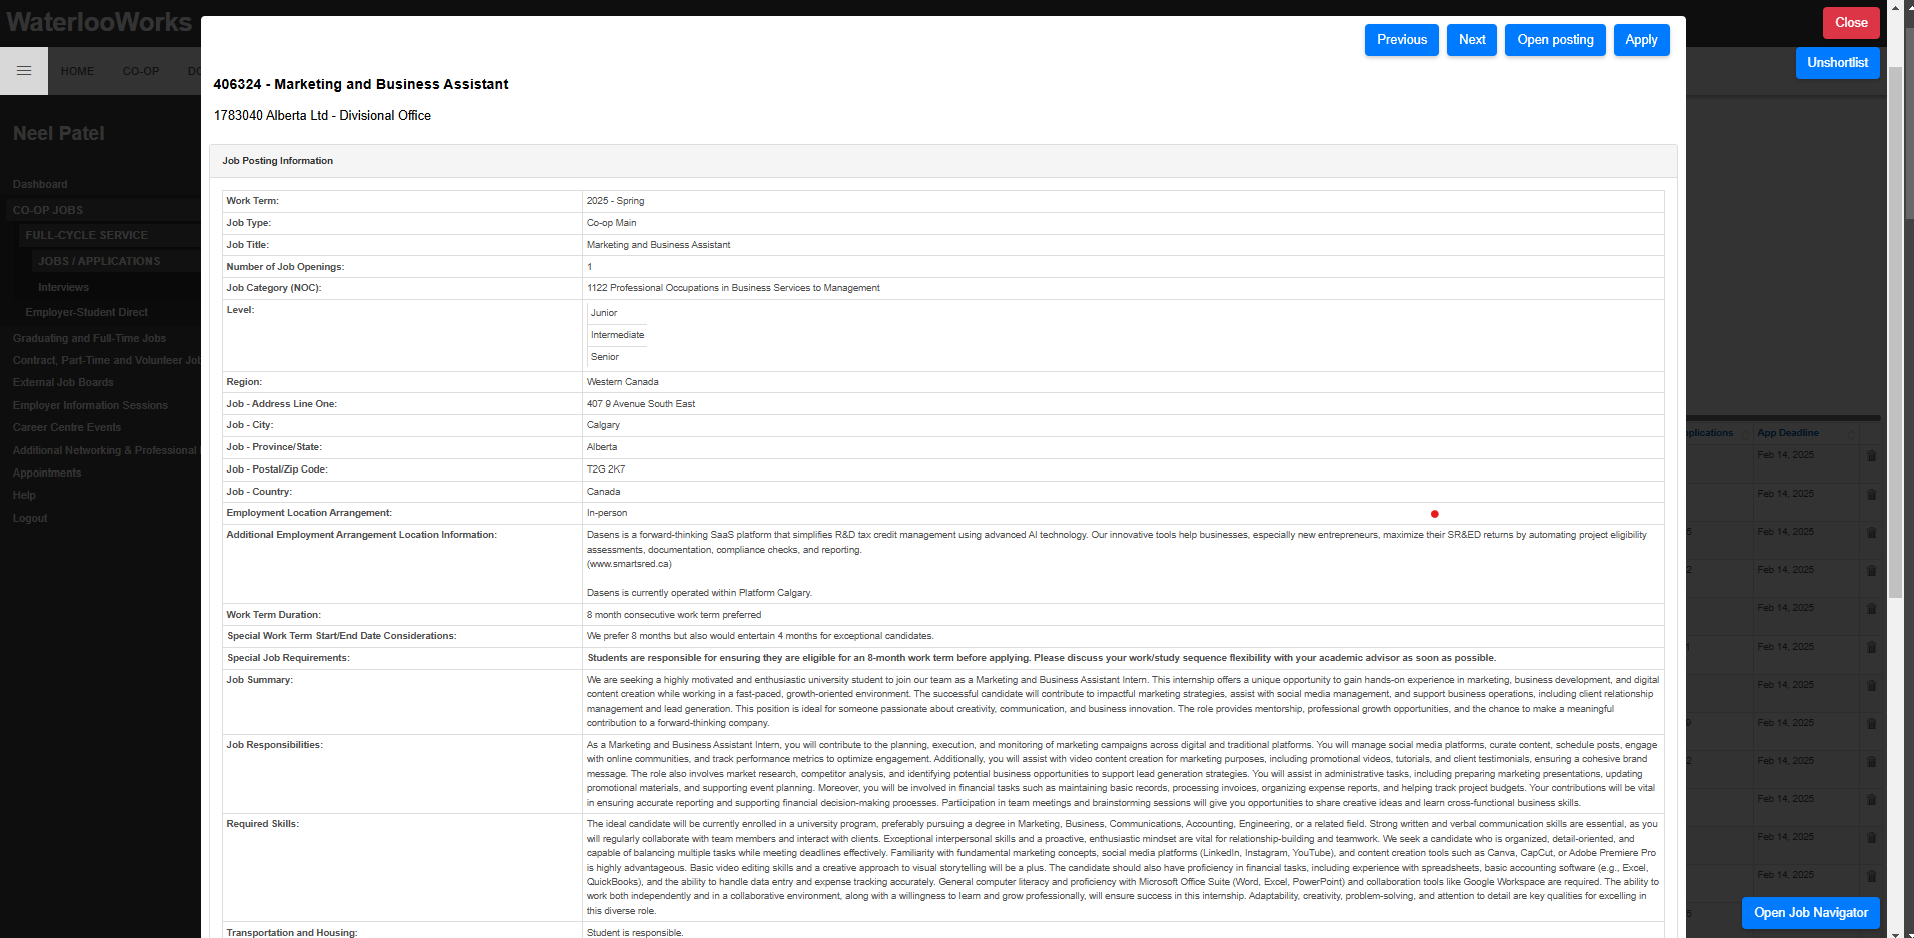 WaterlooWorks
Close
Previous
Next
Open posting
Apply
Unshortlist
HOME
CO-OP
DO
406324 - Marketing and Business Assistant
1783040 Alberta Ltd - Divisional Office
Neel Patel
Job Posting Information
Dashboard
CO-OP JOBS
FULL-CYCLE SERVICE
JOBS / APPLICATIONS
Interviews
Employer-Student Direct
Graduating and Full-Time Jobs
Contract, Part-Time and Volunteer Job
External Job Boards
Employer Information Sessions
Career Centre Events
Additional Networking & Professional
Appointments
Help
Logout
Work Term: 2025 - Spring
Job Type: Co-op Main
Job Title: Marketing and Business Assistant
Number of Job Openings: 1
Job Category (NOC): 1122 Professional Occupations in Business Services to Management
Level: Junior
Intermediate
Senior
Region: Western Canada
Job - Address Line One: 407 9 Avenue South East
Job - City: Calgary
Job - Province/State: Alberta
Job - Postal/Zip Code: T2G 2K7
Job - Country: Canada
Employment Location Arrangement: In-person
Additional Employment Arrangement Location Information: Dasens is a forward-thinking SaaS platform that simplifies R&D tax credit management using advanced AI technology. Our innovative tools help businesses, especially new entrepreneurs, maximize their SR&ED returns by automating project eligibility
assessments, documentation, compliance checks, and reporting.
(www.smartsred.ca)
Dasens is currently operated within Platform Calgary.
Work Term Duration: 8 month consecutive work term preferred
Special Work Term Start/End Date Considerations: We prefer 8 months but also would entertain 4 months for exceptional candidates.
Special Job Requirements: Students are responsible for ensuring they are eligible for an 8-month work term before applying. Please discuss your work/study sequence flexibility with your academic advisor as soon as possible.
Job Summary: We are seeking a highly motivated and enthusiastic university student to join our team as a Marketing and Business Assistant Intern. This internship offers a unique opportunity to gain hands-on experience in marketing, business development, and digital
content creation while working in a fast-paced, growth-oriented environment. The successful candidate will contribute to impactful marketing strategies, assist with social media management, and support business operations, including client relationship
management and lead generation. This position is ideal for someone passionate about creativity, communication, and business innovation. The role provides mentorship, professional growth opportunities, and the chance to make a meaningful
contribution to a forward-thinking company.
Job Responsibilities: As a Marketing and Business Assistant Intern, you will contribute to the planning, execution, and monitoring of marketing campaigns across digital and traditional platforms. You will manage social media platforms, curate content, schedule posts, engage
with online communities, and track performance metrics to optimize engagement. Additionally, you will assist with video content creation for marketing purposes, including promotional videos, tutorials, and client testimonials, ensuring a cohesive brand
message. The role also involves market research, competitor analysis, and identifying potential business opportunities to support lead generation strategies. You will assist in administrative tasks, including preparing marketing presentations, updating
promotional materials, and supporting event planning. Moreover, you will be involved in financial tasks such as maintaining basic records, processing invoices, organizing expense reports, and helping track project budgets. Your contributions will be vital
in ensuring accurate reporting and supporting financial decision-making processes. Participation in team meetings and brainstorming sessions will give you opportunities to share creative ideas and learn cross-functional business skills.
Required Skills: The ideal candidate will be currently enrolled in a university program, preferably pursuing a degree in Marketing, Business, Communications, Accounting, Engineering, or a related field. Strong written and verbal communication skills are essential, as you
will regularly collaborate with team members and interact with clients. Exceptional interpersonal skills and a proactive, enthusiastic mindset are vital for relationship-building and teamwork. We seek a candidate who is organized, detail-oriented, and
capable of balancing multiple tasks while meeting deadlines effectively. Familiarity with fundamental marketing concepts, social media platforms (LinkedIn, Instagram, YouTube), and content creation tools such as Canva, CapCut, or Adobe Premiere Pro
is highly advantageous. Basic video editing skills and a creative approach to visual storytelling will be a plus. The candidate should also have proficiency in financial tasks, including experience with spreadsheets, basic accounting software (e.g., Excel,
QuickBooks), and the ability to handle data entry and expense tracking accurately. General computer literacy and proficiency with Microsoft Office Suite (Word, Excel, PowerPoint) and collaboration tools like Google Workspace are required. The ability to
work both independently and in a collaborative environment, along with a willingness to learn and grow professionally, will ensure success in this internship. Adaptability, creativity, problem-solving, and attention to detail are key qualities for excelling in
this diverse role.
Transportation and Housing: Student is responsible.
plications App Deadline
Feb 14, 2025
Feb 14, 2025
5 Feb 14, 2025
2 Feb 14, 2025
Feb 14, 2025
1 Feb 14, 2025
Feb 14, 2025
9 Feb 14, 2025
2 Feb 14, 2025
Feb 14, 2025
Feb 14, 2025
Feb 14, 2025
5
Open Job Navigator